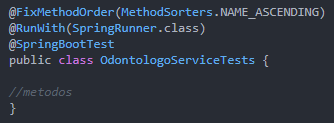 @FixMethodOrder(MethodSorters.NAME_ASCENDING)
@RunWith(SpringRunner.class)
@SpringBootTest
public class OdontologoServiceTests {
//metodos
}